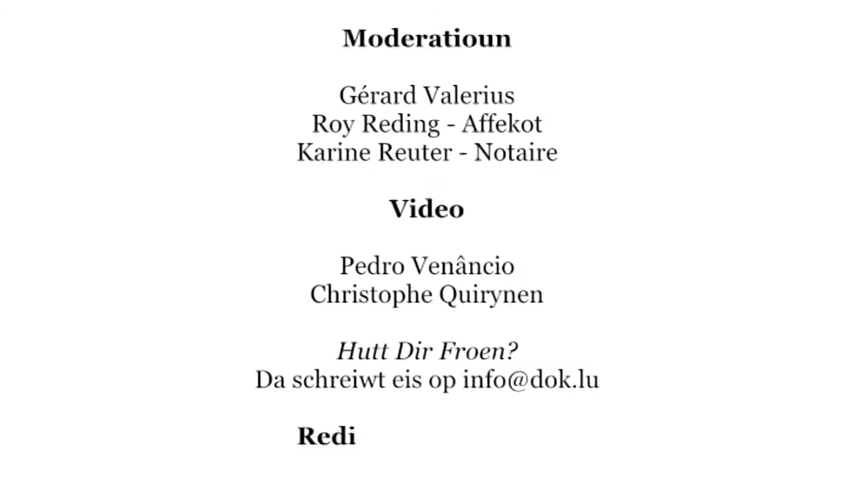 Moderatioun
Gérard Valerius
Roy Reding - Affekot
Karine Reuter - Notaire
Video
Pedro Venâncio
Christophe Quirynen
Hutt Dir Froen?
Da schreiwt eis op info@dok.lu
Redi